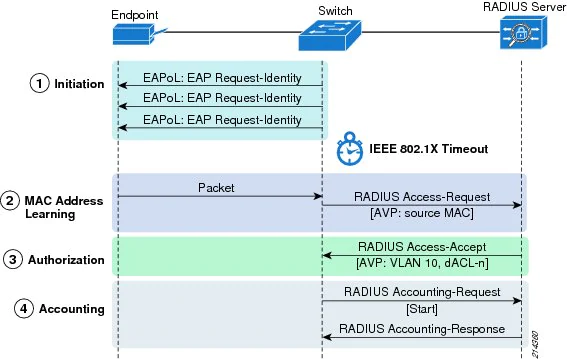 Endpoint
Switch
RADIUS Server
1 Initiation
EAPoL: EAP Request-Identity
EAPoL: EAP Request-Identity
EAPoL: EAP Request-Identity
IEEE 802.1X Timeout
2 MAC Address
Learning
Packet
RADIUS Access-Request
[AVP: source MAC]
3 Authorization
RADIUS Access-Accept
[AVP: VLAN 10, dACL-n]
4 Accounting
RADIUS Accounting-Request
[Start]
RADIUS Accounting-Response
214380